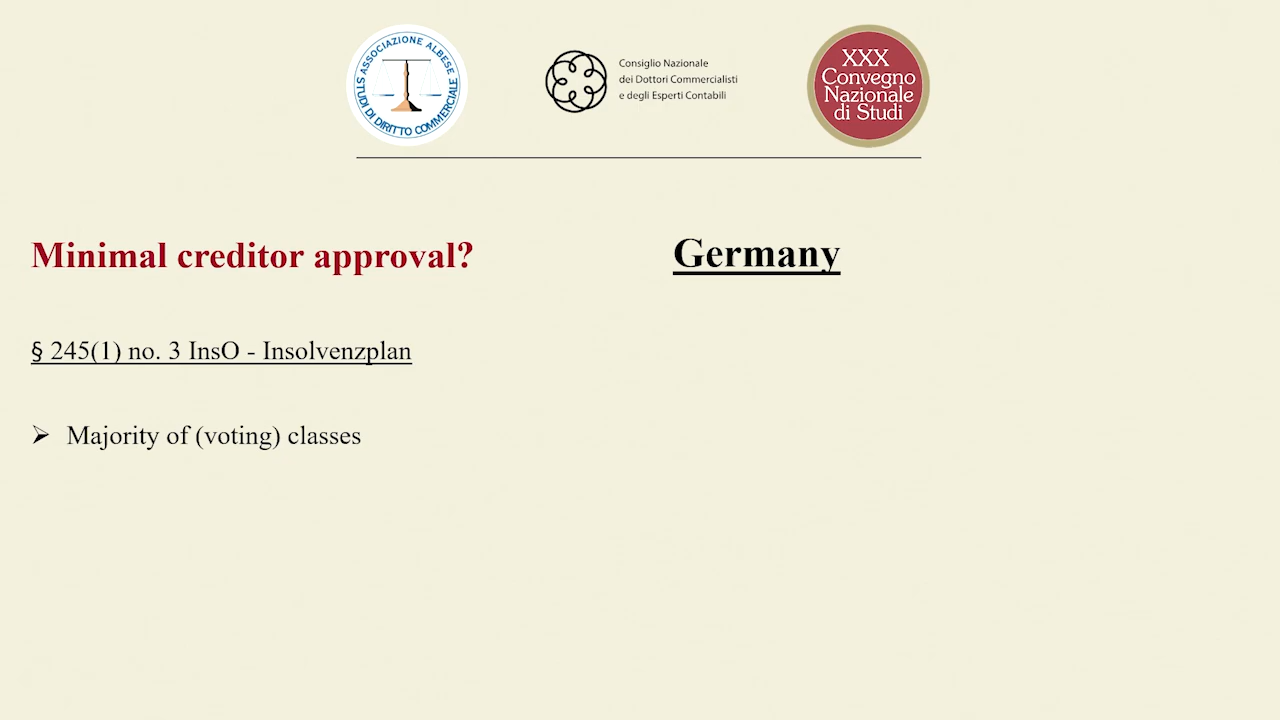 ASSOCIAZIONE ALBESE
STUDI DI DIRITTO COMMERCIALE
Consiglio Nazionale
dei Dottori Commercialisti
e degli Esperti Contabili
XXX
Convegno
Nazionale
di Studi
Minimal creditor approval?
Germany
§ 245(1) no. 3 InsO - Insolvenzplan
➢ Majority of (voting) classes